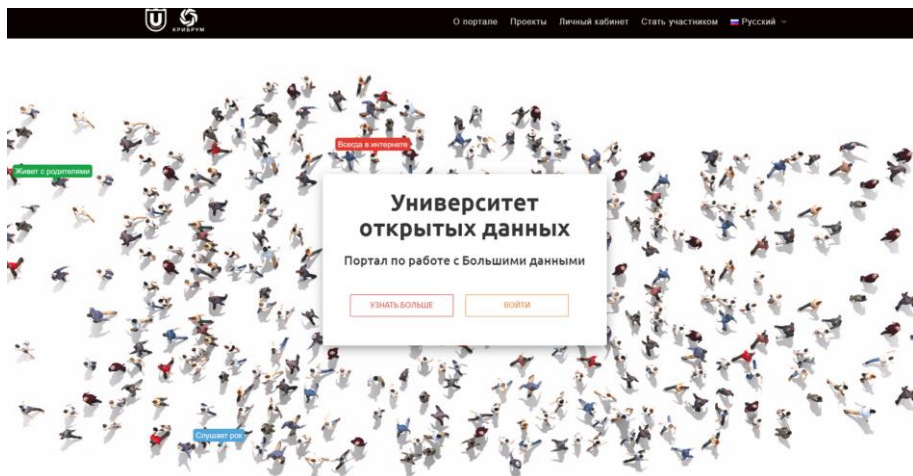 U
КРИБРУМ
О портале Проекты Личный кабинет Стать участником Русский
Всегда в интернете
Живет с родителями
Университет
открытых данных
Портал по работе с Большими данными
УЗНАТЬ БОЛЬШЕ ВОЙТИ
Слушает рок